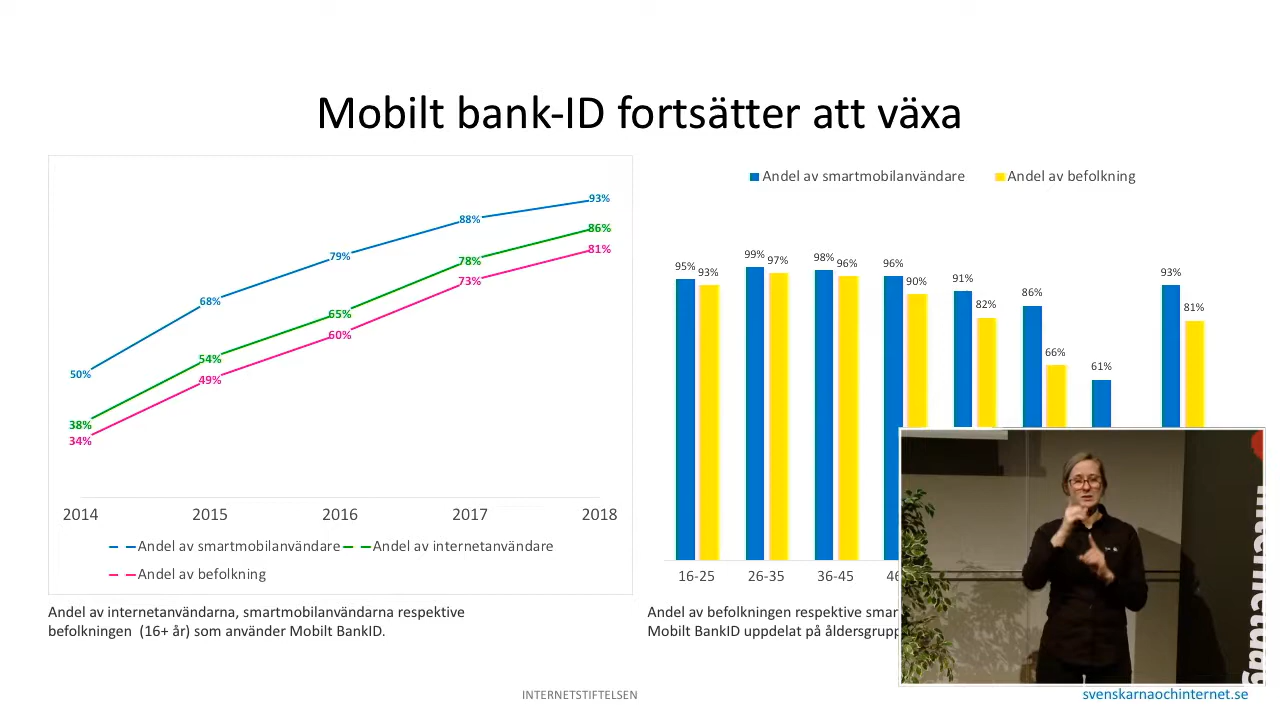 Mobilt bank-ID fortsätter att växa
93%
88%
86%
79%
81%
78%
73%
68%
65%
60%
54%
50%
49%
38%
34%
2014 2015 2016 2017 2018
Andel av smartmobilanvändare Andel av internetanvändare
Andel av befolkning
Andel av internetanvändarna, smartmobilanvändarna respektive
befolkningen (16+ år) som använder Mobilt BankID.
Andel av smartmobilanvändare Andel av befolkning
95% 93% 99% 97% 98% 96% 96% 90% 91% 82% 86% 66% 61% 93% 81%
16-25 26-35 36-45
Andel av befolkningen respektive
Mobilt BankID uppdelat på
INTERNETSTIFTELSEN
svenskarnaochinternet.se